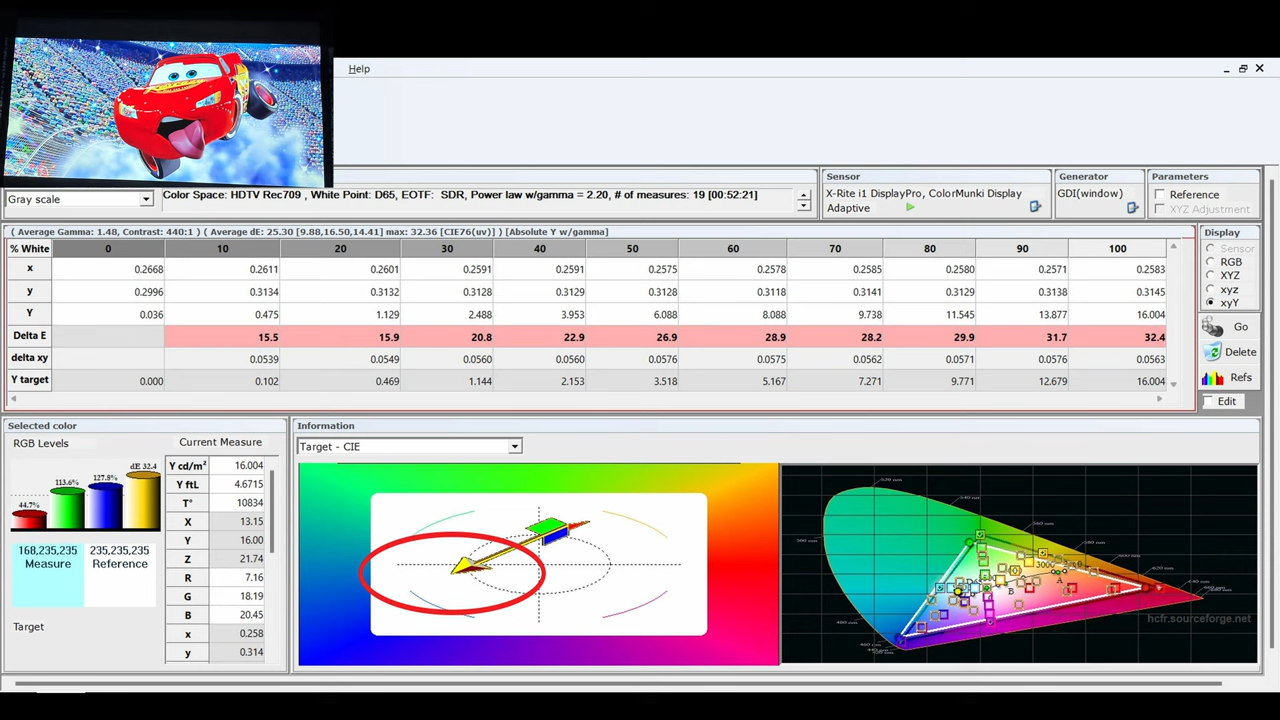 Help
Sensor
Generator
Parameters
Gray scale
Color Space: HDTV Rec709 , White Point: D65, EOTF: SDR, Power law w/gamma = 2.20, # of measures: 19 [00:52:21]
X-Rite i1 DisplayPro, ColorMunki Display
Adaptive
GDI(window)
Reference
XYZ Adjustment
( Average Gamma: 1.48, Contrast: 440:1 ) ( Average dE: 25.30 [9.88,16.50,14.41] max: 32.36 [CIE76(uv)] ) [Absolute Y w/gamma]
% White 0 10 20 30 40 50 60 70 80 90 100
x 0.2668 0.2611 0.2601 0.2591 0.2591 0.2575 0.2578 0.2585 0.2580 0.2571 0.2583
y 0.2996 0.3134 0.3132 0.3128 0.3129 0.3128 0.3118 0.3141 0.3129 0.3138 0.3145
Y 0.036 0.475 1.129 2.488 3.953 6.088 8.088 9.738 11.545 13.877 16.004
Delta E 15.5 15.9 20.8 22.9 26.9 28.9 28.2 29.9 31.7 32.4
delta xy 0.0539 0.0549 0.0560 0.0560 0.0576 0.0575 0.0562 0.0571 0.0576 0.0563
Y target 0.000 0.102 0.469 1.144 2.153 3.518 5.167 7.271 9.771 12.679 16.004
Display
Sensor
RGB
XYZ
xyz
xyY
Go
Delete
Refs
Edit
Selected color
RGB Levels
dE 32.4
127.8%
113.6%
44.7%
168,235,235
Measure
235,235,235
Reference
Target
Current Measure
Y cd/m² 16.004
Y ftL 4.6715
T° 10834
X 13.15
Y 16.00
Z 21.74
R 7.16
G 18.19
B 20.45
x 0.258
y 0.314
Information
Target - CIE
520 nm
540 nm
560 nm
500 nm
600 nm
620 nm
480 nm
A
B
hcfr.sourceforge.net